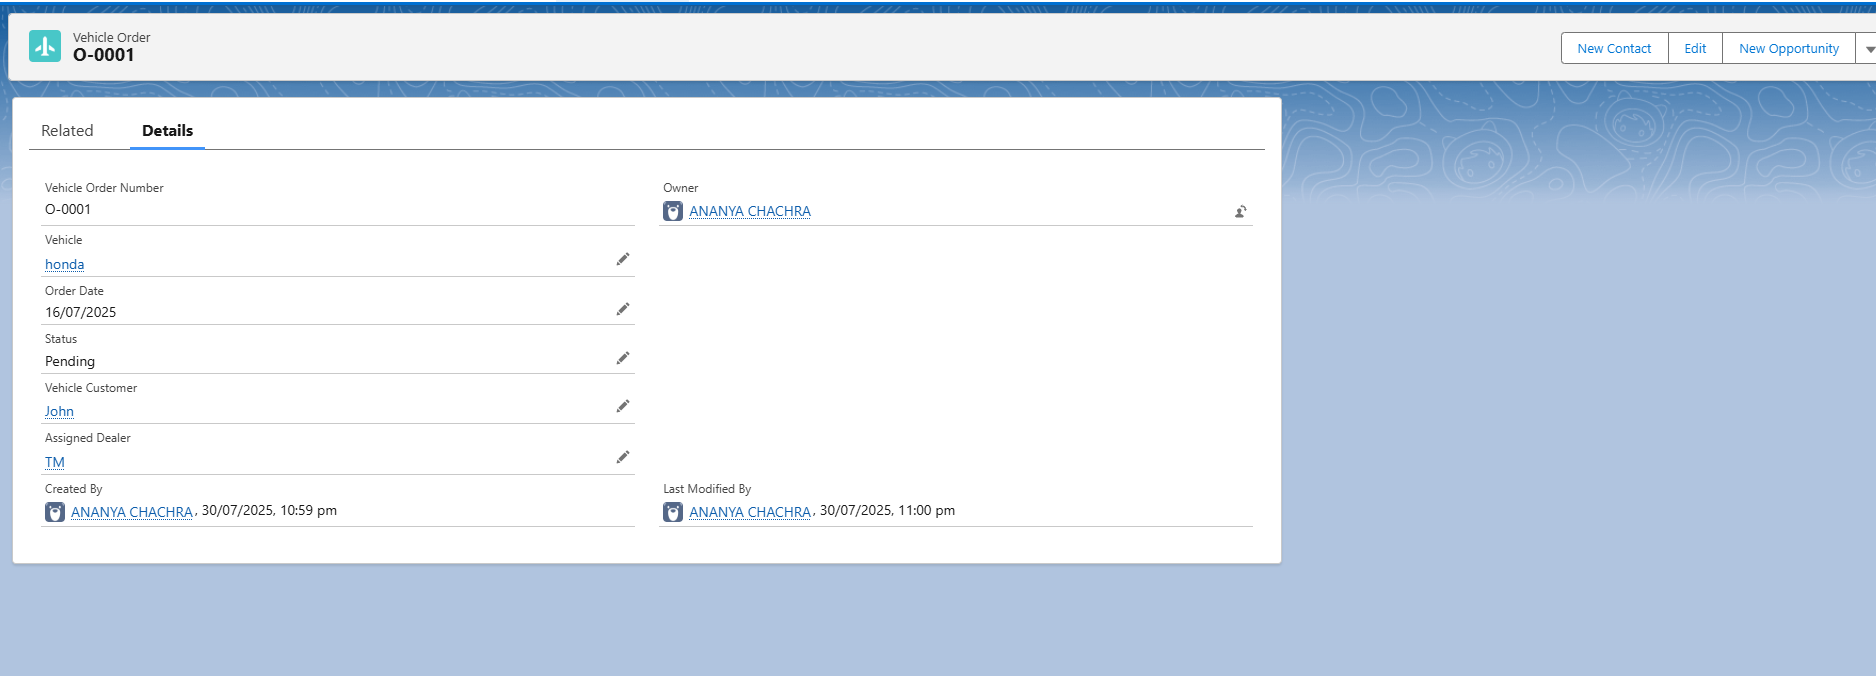 Vehicle Order
O-0001
New Contact
Edit
New Opportunity
Related
Details
Vehicle Order Number
O-0001
Owner
ANANYA CHACHRA
Vehicle
honda
Order Date
16/07/2025
Status
Pending
Vehicle Customer
John
Assigned Dealer
TM
Created By
ANANYA CHACHRA, 30/07/2025, 10:59 pm
Last Modified By
ANANYA CHACHRA, 30/07/2025, 11:00 pm